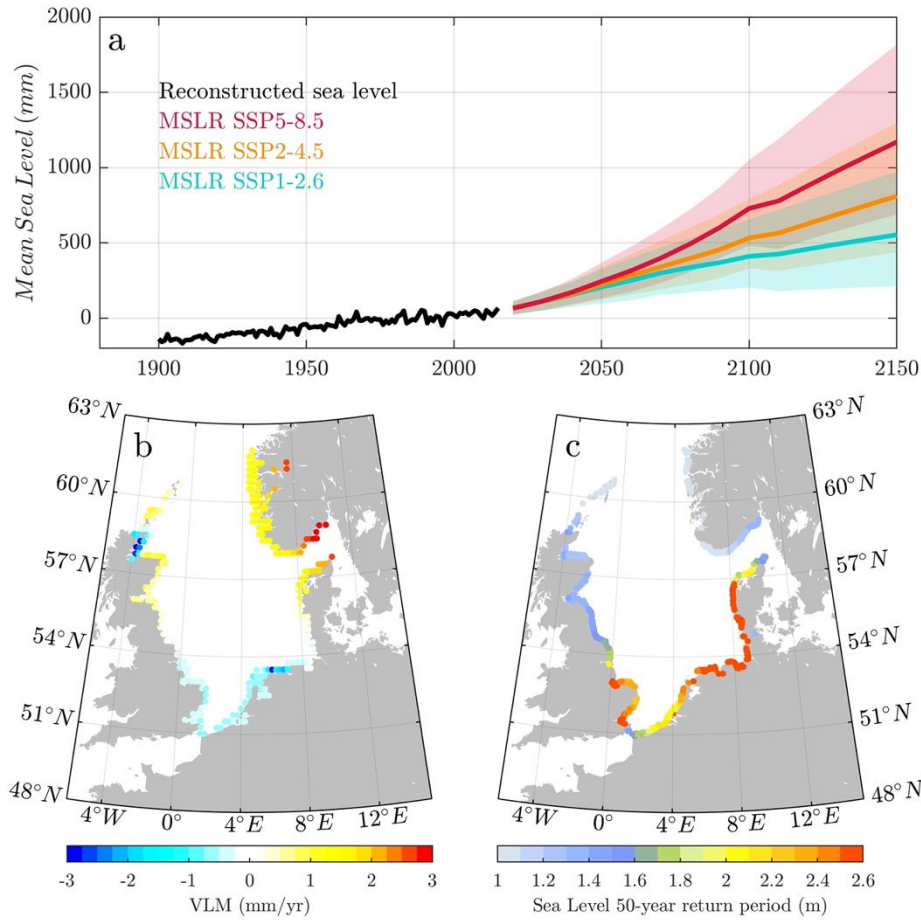 2000
1500
1000
500
0
Mean Sea Level (mm)
a
Reconstructed sea level
MSLR SSP5-8.5
MSLR SSP2-4.5
MSLR SSP1-2.6
1900
1950
2000
2050
2100
2150
b
63°N
60°N
57°N
54°N
51°N
48°N
4°W
0°
4°E
8°E
12°E
-3
-2
-1
0
1
2
3
VLM (mm/yr)
c
63°N
60°N
57°N
54°N
51°N
48°N
4°W
0°
4°E
8°E
12°E
1
1.2
1.4
1.6
1.8
2
2.2
2.4
2.6
Sea Level 50-year return period (m)